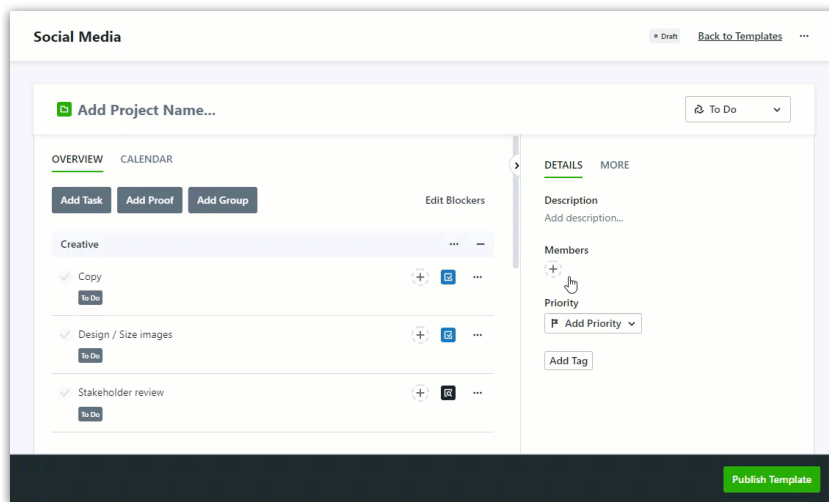 Social Media
Draft
Back to Templates
Add Project Name...
To Do
OVERVIEW CALENDAR
Add Task Add Proof Add Group
Edit Blockers
Creative
Copy
To Do
Design / Size images
To Do
Stakeholder review
To Do
DETAILS MORE
Description
Add description...
Members
Priority
Add Priority
Add Tag
Publish Template